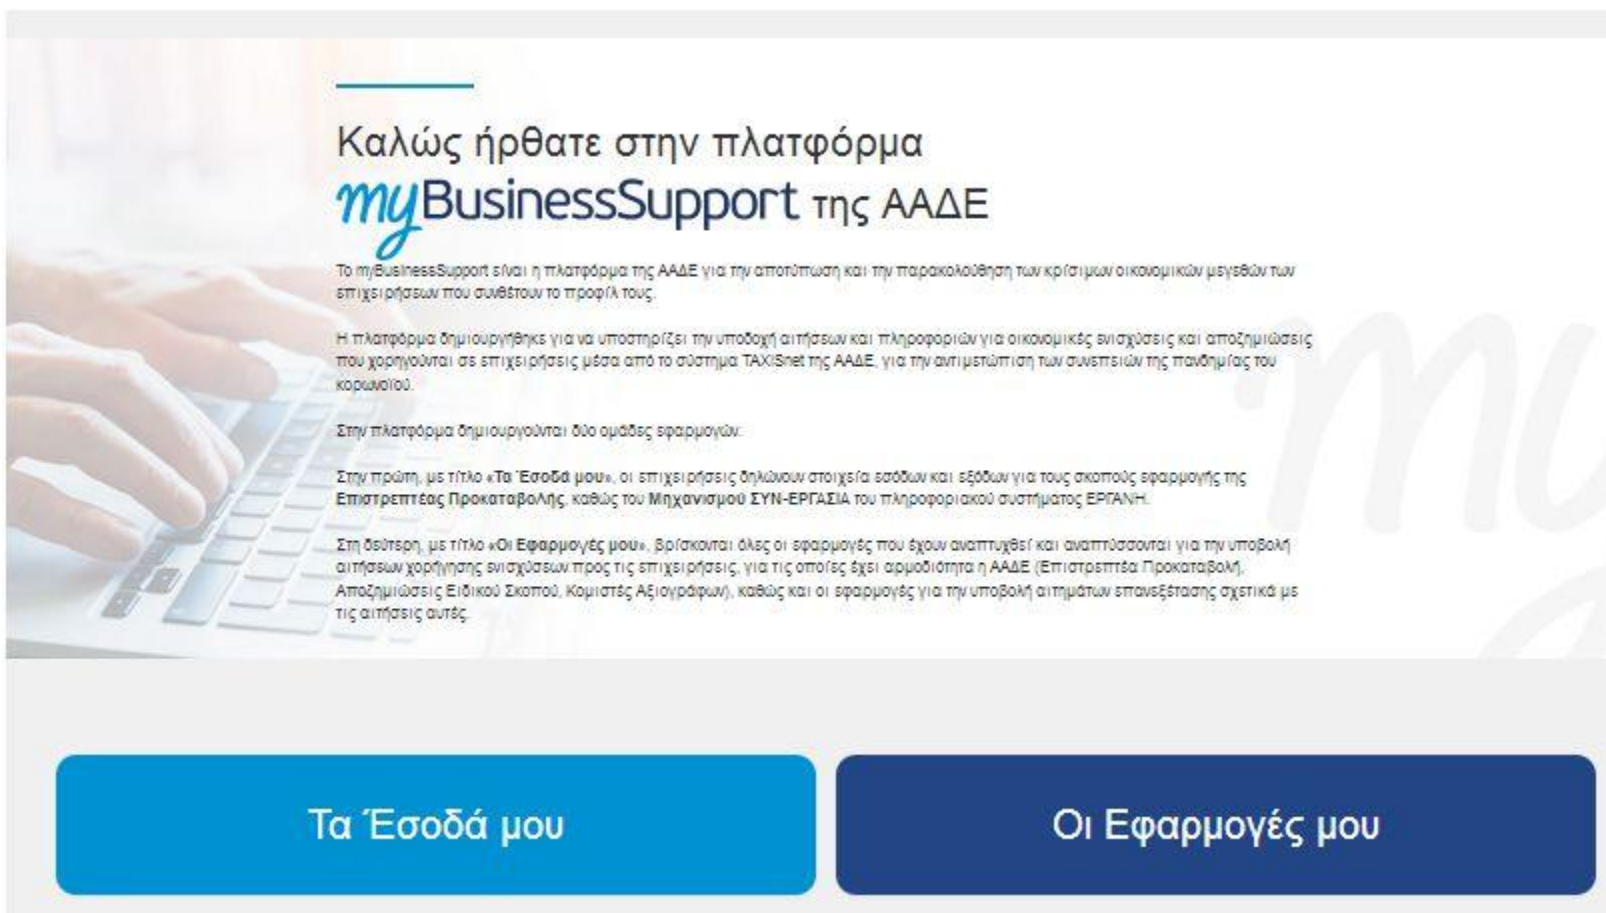 Καλώς ήρθατε στην πλατφόρμα
myBusinessSupport της ΑΑΔΕ
Το myBusinessSupport είναι η πλατφόρμα της ΑΑΔΕ για την αποτύπωση και την παρακολούθηση των κρίσιμων οικονομικών μεγεθών των
επιχειρήσεων που συνθέτουν το προφίλ τους.
Η πλατφόρμα δημιουργήθηκε για να υποστηρίζει την υποδοχή αιτήσεων και πληροφοριών για οικονομικές ενισχύσεις και αποζημιώσεις
που χορηγούνται σε επιχειρήσεις μέσα από το σύστημα TAXISnet της ΑΑΔΕ, για την αντιμετώπιση των συνεπειών της πανδημίας του
κορωνοϊού.
Στην πλατφόρμα δημιουργούνται δύο ομάδες εφαρμογών:
Στην πρώτη, με τίτλο «Τα Έσοδά μου», οι επιχειρήσεις δηλώνουν στοιχεία εσόδων και εξόδων για τους σκοπούς εφαρμογής της
Επιστρεπτέας Προκαταβολής, καθώς του Μηχανισμού ΣΥΝ-ΕΡΓΑΣΙΑ του πληροφοριακού συστήματος ΕΡΓΑΝΗ.
Στη δεύτερη, με τίτλο «Οι Εφαρμογές μου», βρίσκονται όλες οι εφαρμογές που έχουν αναπτυχθεί και αναπτύσσονται για την υποβολή
αιτήσεων χορήγησης ενισχύσεων προς τις επιχειρήσεις, για τις οποίες έχει αρμοδιότητα η ΑΑΔΕ (Επιστρεπτέα Προκαταβολή,
Αποζημιώσεις Ειδικού Σκοπού, Κομιστές Αξιογράφων), καθώς και οι εφαρμογές για την υποβολή αιτημάτων επανεξέτασης σχετικά με
τις αιτήσεις αυτές.
my
Τα Έσοδά μου
Οι Εφαρμογές μου